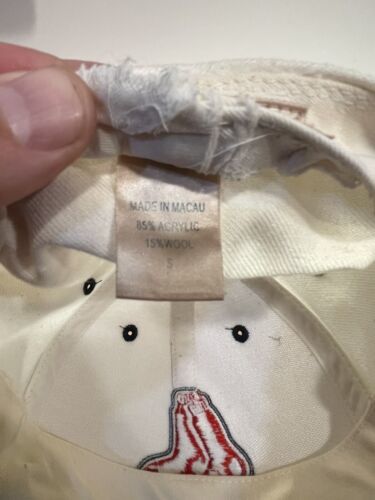 MADE IN MACAU
85% ACRYLIC
15% WOOL
S